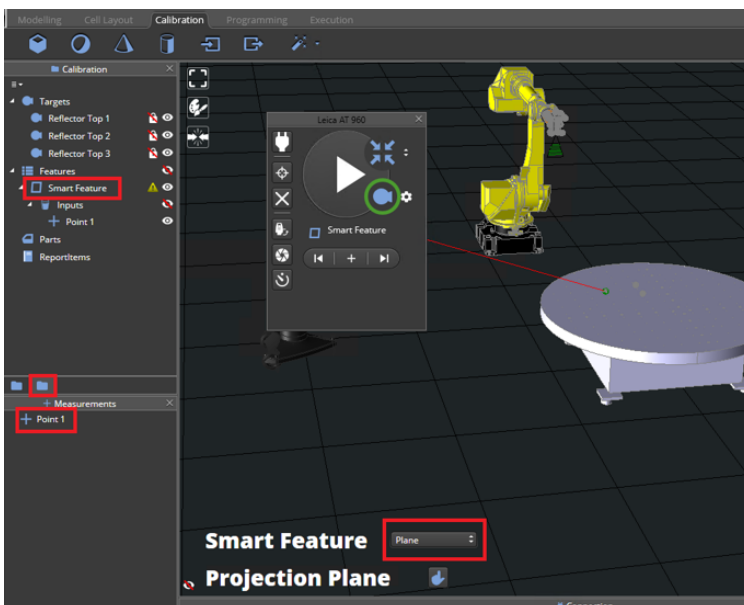 Modelling Cell Layout Calibration Programming Execution
Calibration
Targets
Reflector Top 1
Reflector Top 2
Reflector Top 3
Features
Smart Feature
Inputs
Point 1
Parts
ReportItems
Measurements
Point 1
Leica AT 960
Smart Feature
Smart Feature Plane
Projection Plane